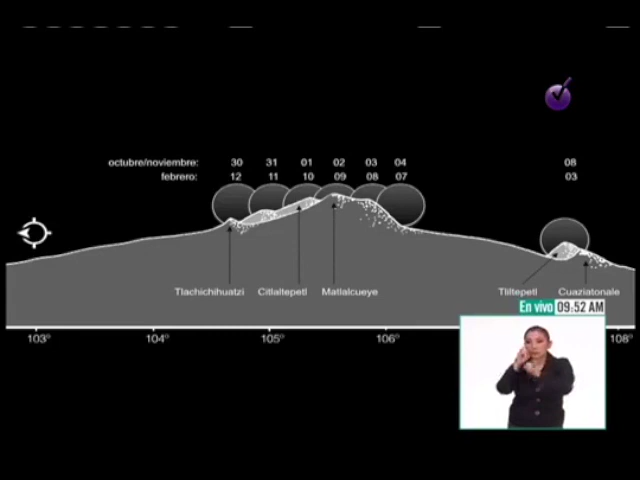 octubre/noviembre: 30 31 01 02 03 04 08
febrero: 12 11 10 09 08 07 03
Tlachichihuatzi Citlaltepetl Matlalcueye Tliltepetl Cuaziatonale
En vivo 09:52 AM
103° 104° 105° 106° 108°